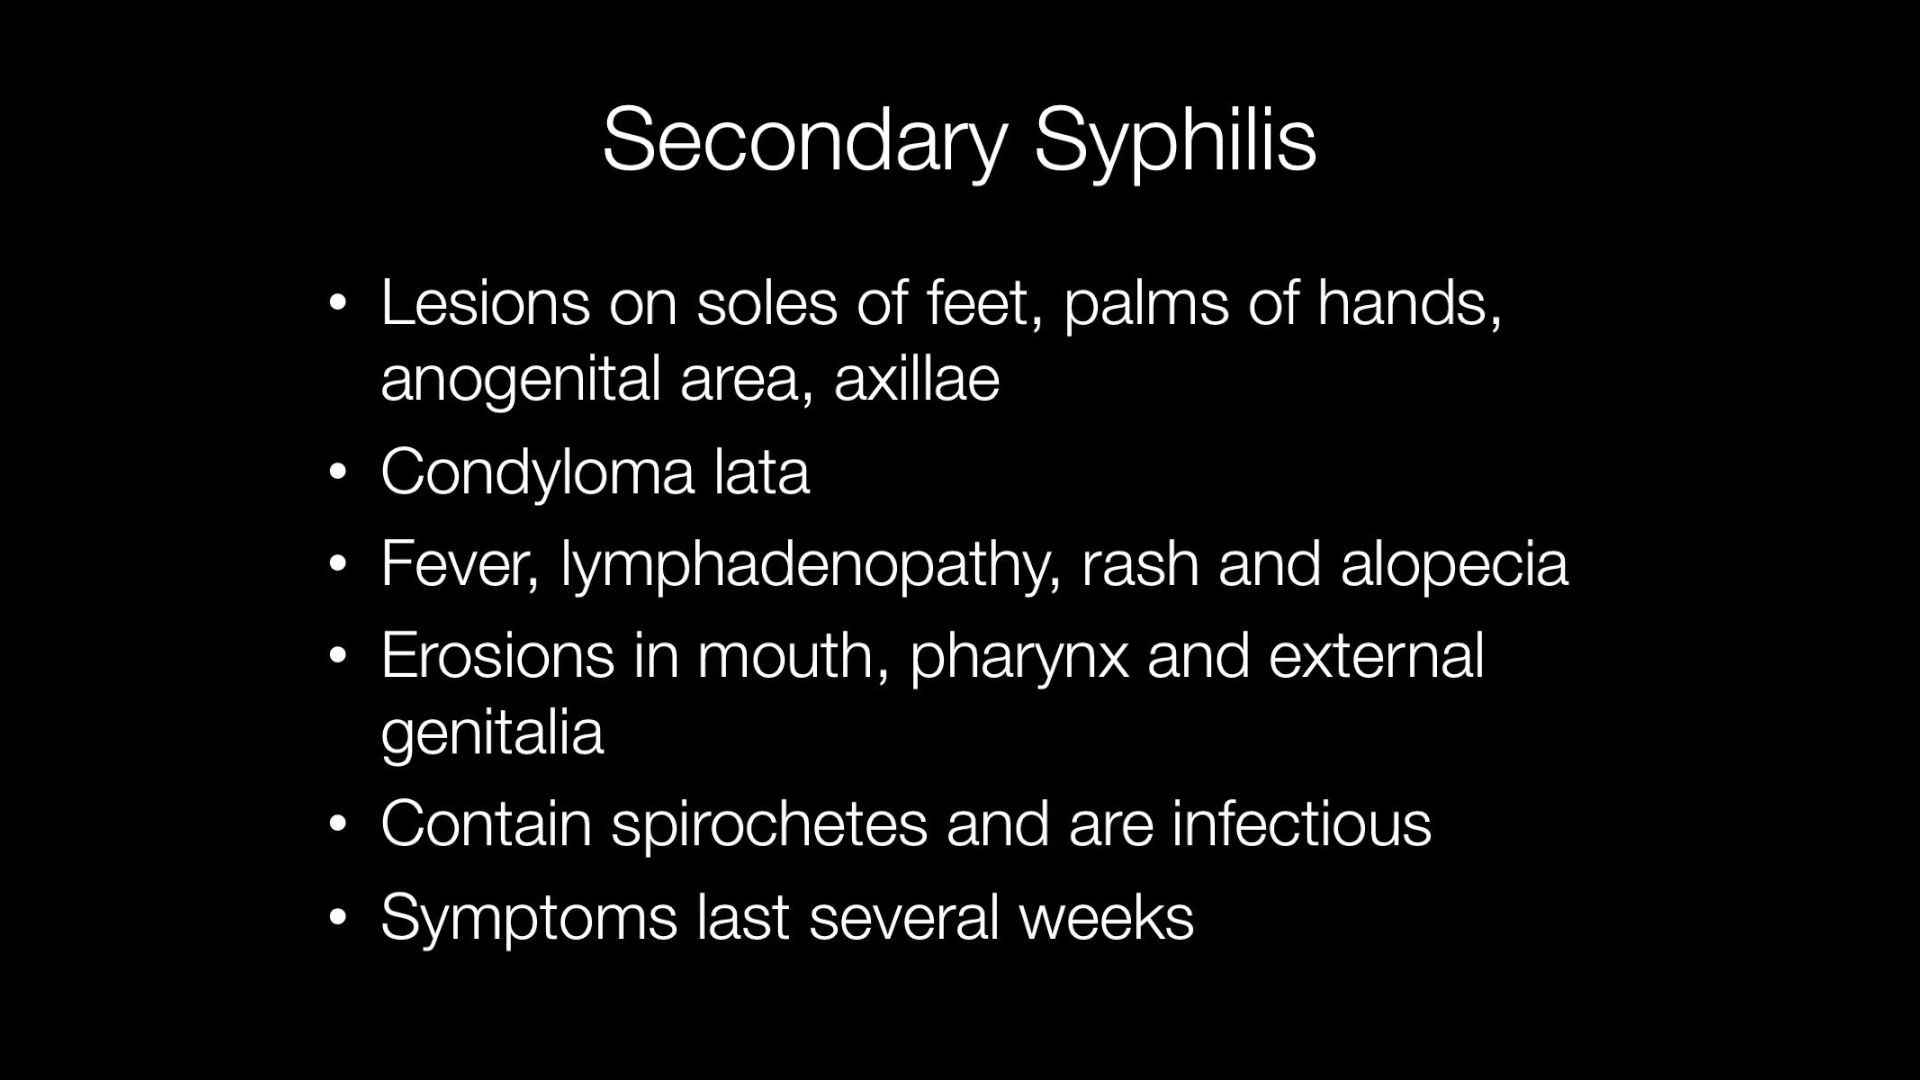 Secondary Syphilis
• Lesions on soles of feet, palms of hands,
anogenital area, axillae
• Condyloma lata
• Fever, lymphadenopathy, rash and alopecia
• Erosions in mouth, pharynx and external
genitalia
• Contain spirochetes and are infectious
• Symptoms last several weeks